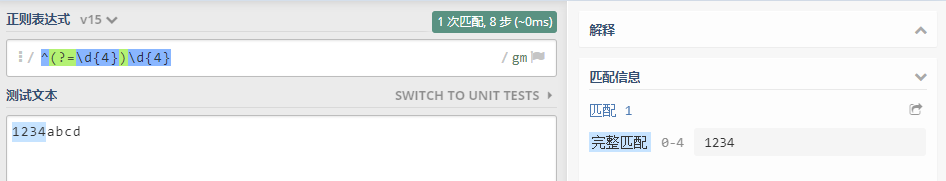 正则表达式 v15
1 次匹配, 8 步 (~0ms)
/ ^(?=\d{4})\d{4} / gm
测试文本
SWITCH TO UNIT TESTS
1234abcd
解释
匹配信息
匹配 1
完整匹配 0-4 1234